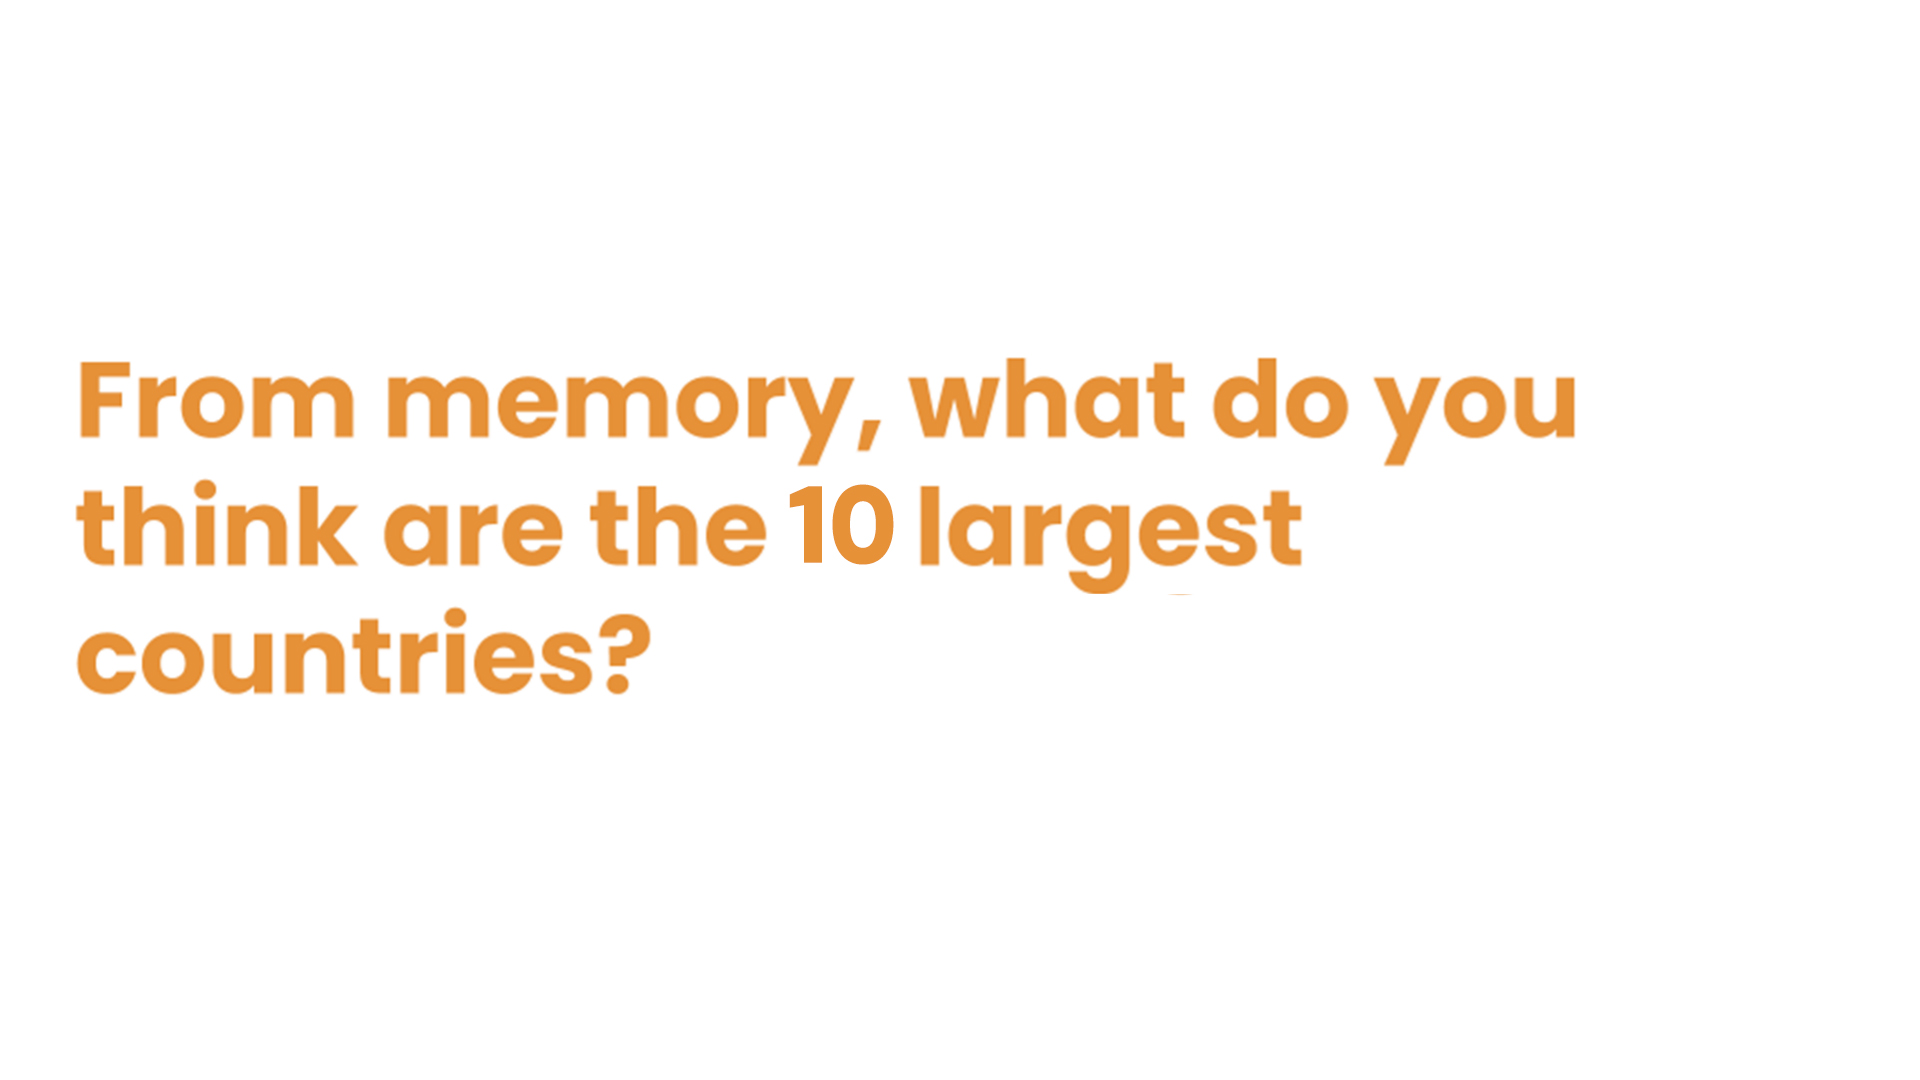 From memory, what do you
think are the 10 largest
countries?